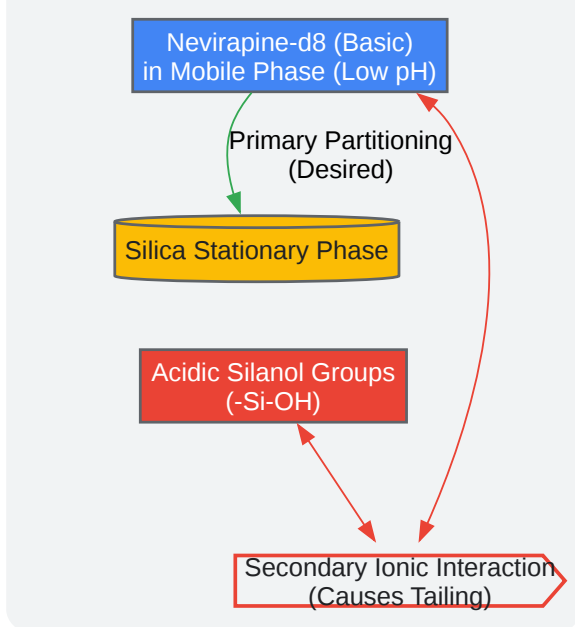 Nevirapine-d8 (Basic)
in Mobile Phase (Low pH)
Primary Partitioning
(Desired)
Silica Stationary Phase
Acidic Silanol Groups
(-Si-OH)
Secondary Ionic Interaction
(Causes Tailing)